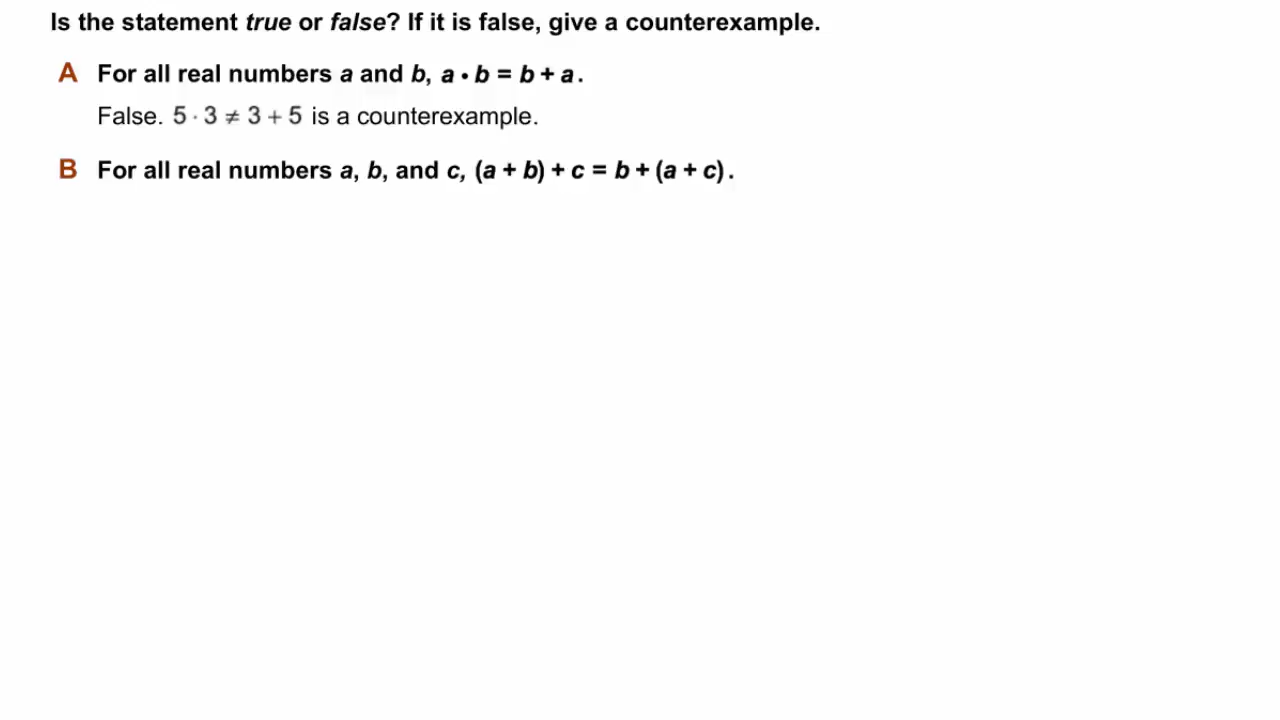 Is the statement true or false? If it is false, give a counterexample.
A For all real numbers a and b, a • b = b + a.
False. 5 · 3 ≠ 3 + 5 is a counterexample.
B For all real numbers a, b, and c, (a + b) + c = b + (a + c).